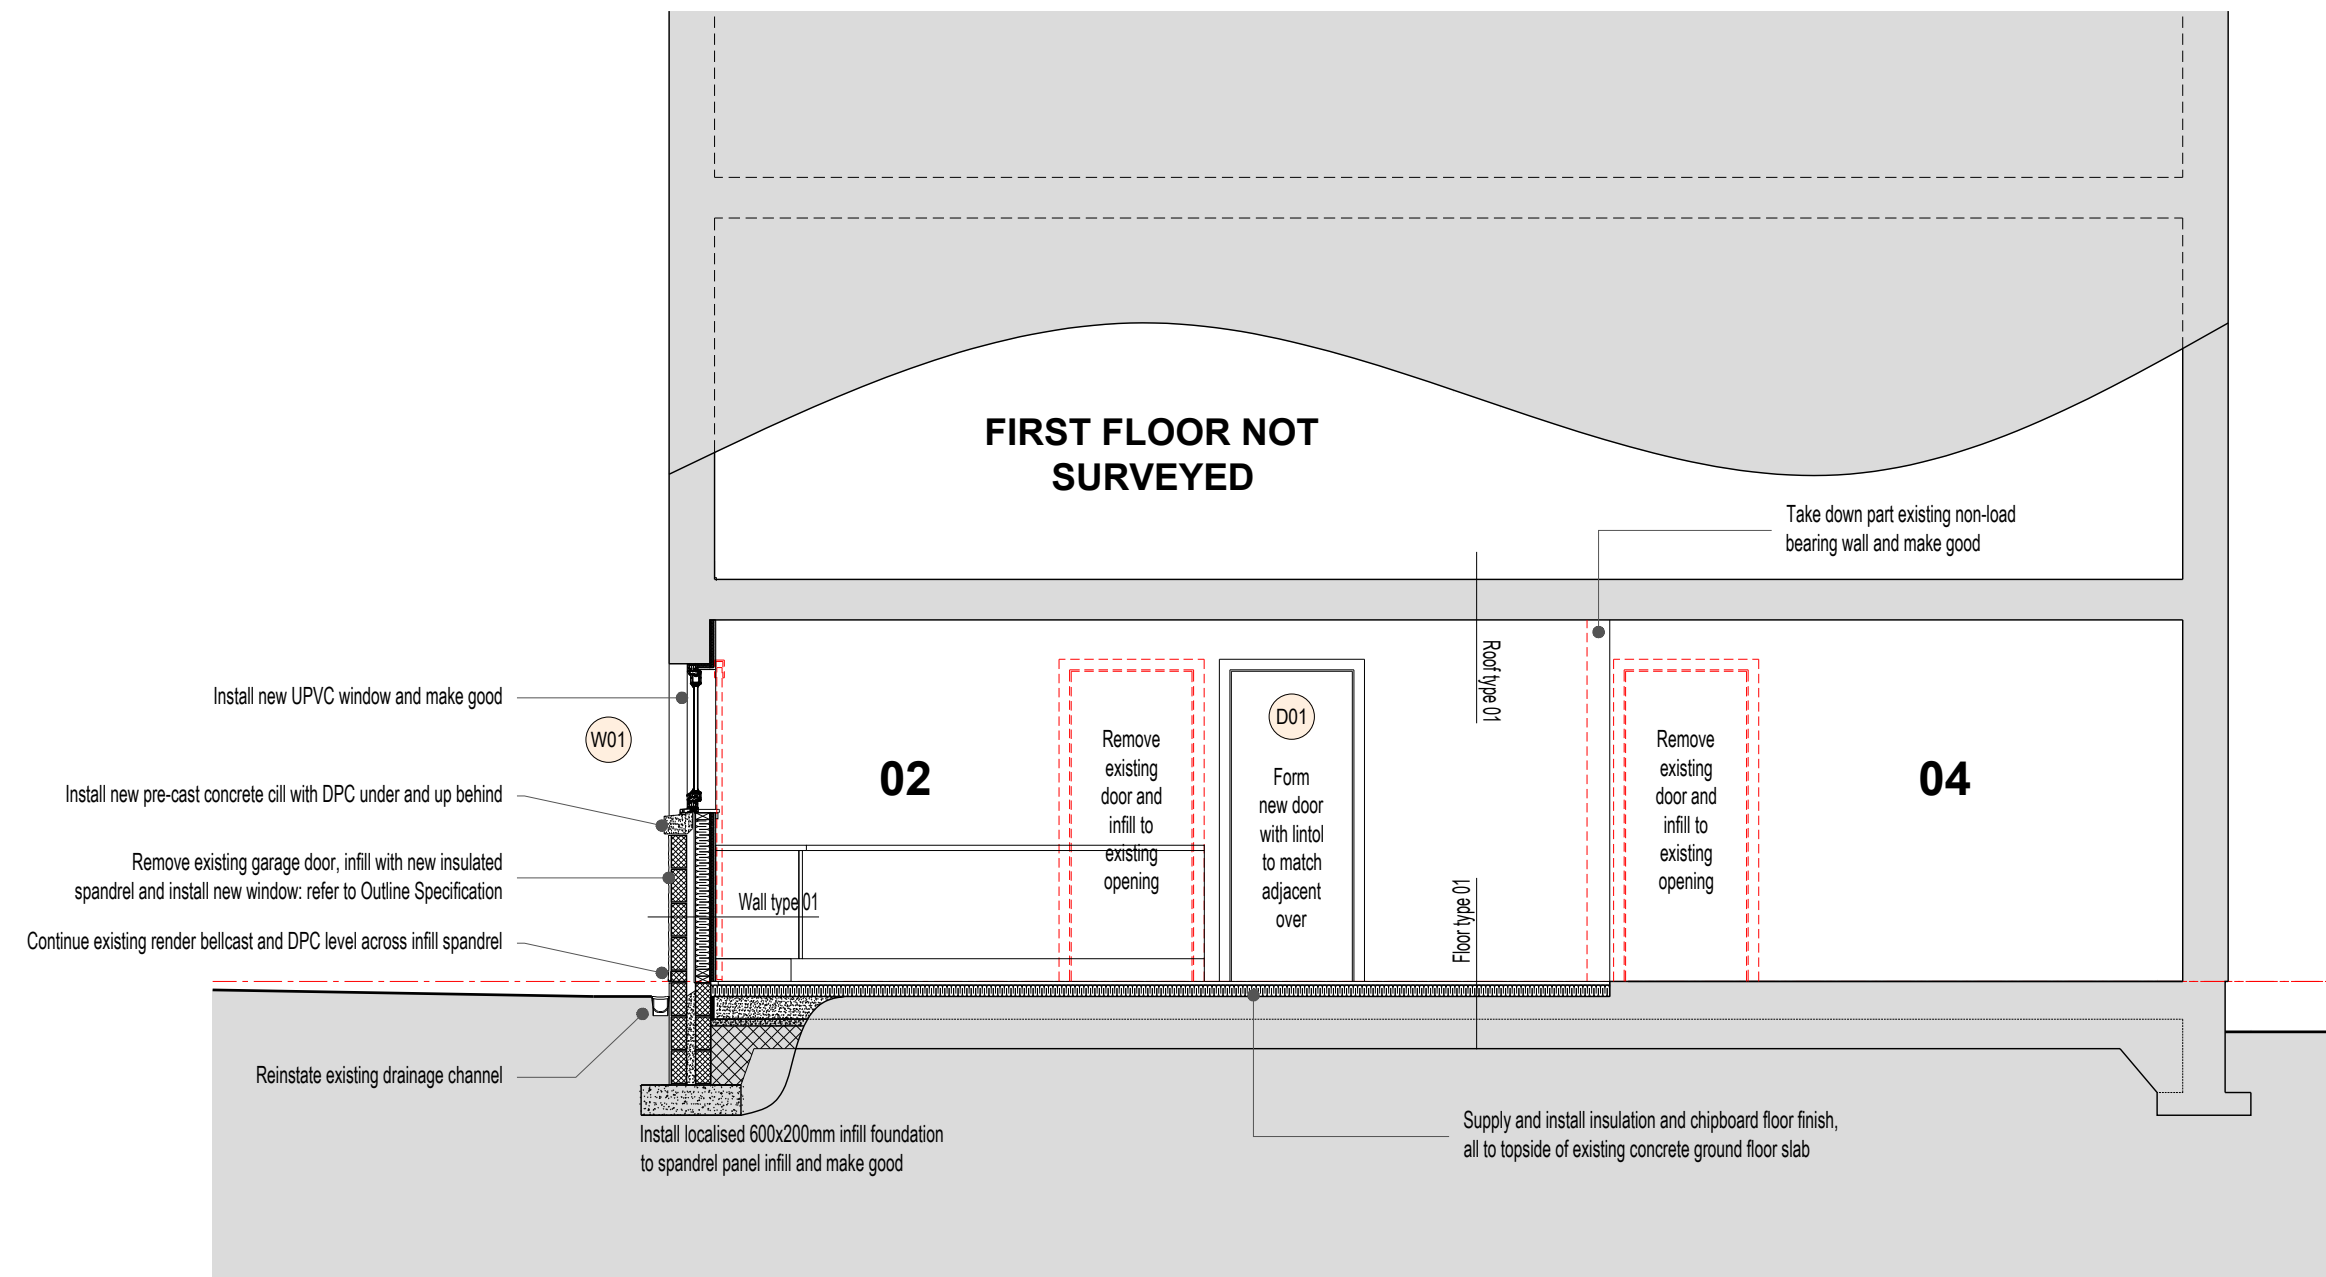 FIRST FLOOR NOT
SURVEYED
Take down part existing non-load
bearing wall and make good
Install new UPVC window and make good
W01
Install new pre-cast concrete cill with DPC under and up behind
Remove existing garage door, infill with new insulated
spandrel and install new window: refer to Outline Specification
Continue existing render bellcast and DPC level across infill spandrel
Reinstate existing drainage channel
Wall type 01
02
Remove
existing
door and
infill to
existing
opening
D01
Form
new door
with lintol
to match
adjacent
over
Roof type 01
Floor type 01
Remove
existing
door and
infill to
existing
opening
04
Install localised 600x200mm infill foundation
to spandrel panel infill and make good
Supply and install insulation and chipboard floor finish,
all to topside of existing concrete ground floor slab